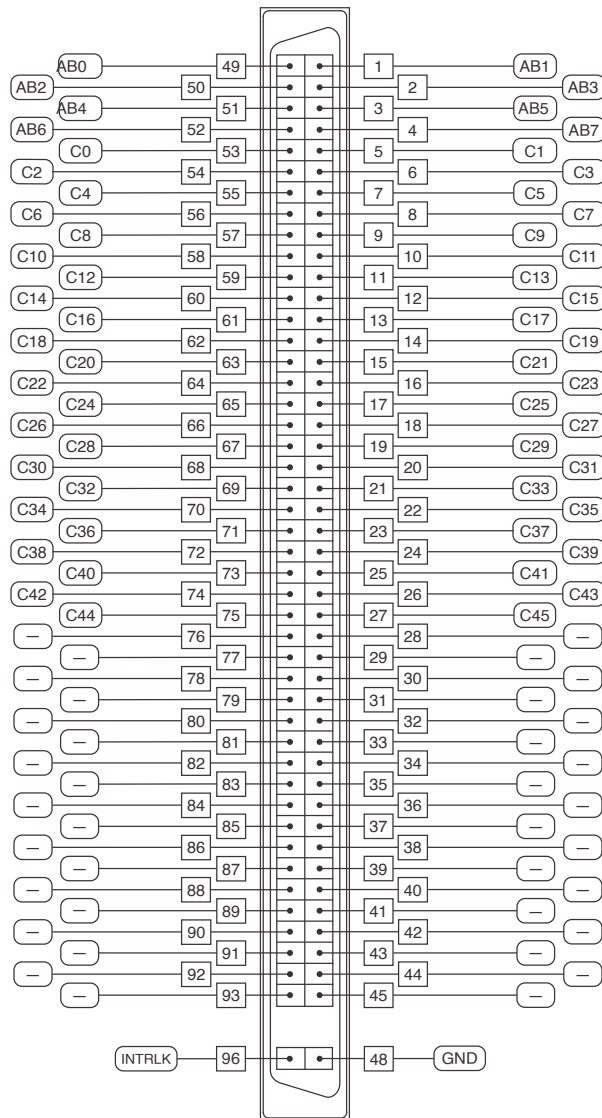 AB0 49 1 AB1
AB2 50 2 AB3
AB4 51 3 AB5
AB6 52 4 AB7
C0 53 5 C1
C2 54 6 C3
C4 55 7 C5
C6 56 8 C7
C8 57 9 C9
C10 58 10 C11
C12 59 11 C13
C14 60 12 C15
C16 61 13 C17
C18 62 14 C19
C20 63 15 C21
C22 64 16 C23
C24 65 17 C25
C26 66 18 C27
C28 67 19 C29
C30 68 20 C31
C32 69 21 C33
C34 70 22 C35
C36 71 23 C37
C38 72 24 C39
C40 73 25 C41
C42 74 26 C43
C44 75 27 C45
— 76 28 —
— 77 29 —
— 78 30 —
— 79 31 —
— 80 32 —
— 81 33 —
— 82 34 —
— 83 35 —
— 84 36 —
— 85 37 —
— 86 38 —
— 87 39 —
— 88 40 —
— 89 41 —
— 90 42 —
— 91 43 —
— 92 44 —
— 93 45 —
INTRLK 96 48 GND